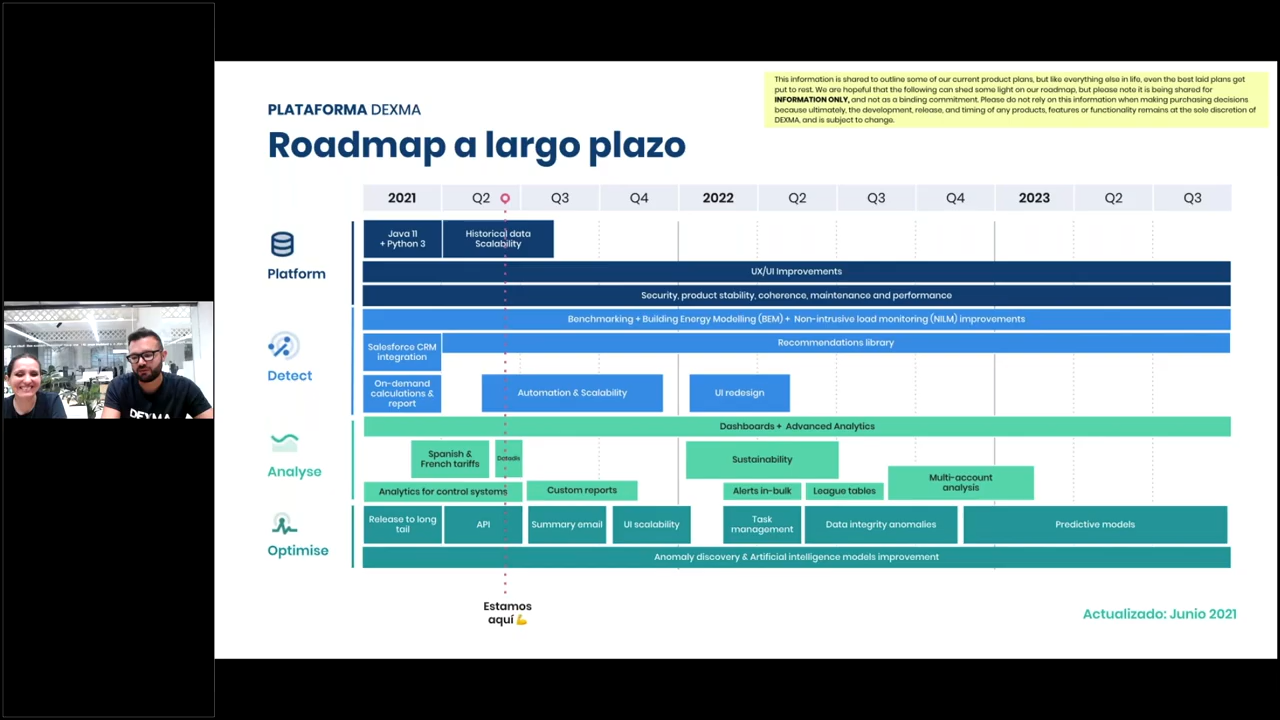 This information is shared to outline some of our current product plans, but like everything else in life, even the best laid plans get
put to rest. We are hopeful that the following can shed some light on our roadmap, but please note it is being shared for
INFORMATION ONLY, and not as a binding commitment. Please do not rely on this information when making purchasing decisions
because ultimately, the development, release, and timing of any products, features or functionality remains at the sole discretion of
DEXMA, and is subject to change.
PLATAFORMA DEXMA
Roadmap a largo plazo
2021 Q2 Q3 Q4 2022 Q2 Q3 Q4 2023 Q2 Q3
Platform
Java 11
+ Python 3
Historical data
Scalability
UX/UI Improvements
Security, product stability, coherence, maintenance and performance
Detect
Benchmarking + Building Energy Modelling (BEM) + Non-intrusive load monitoring (NILM) improvements
Salesforce CRM
integration
Recommendations library
On-demand
calculations &
report
Automation & Scalability
UI redesign
Analyse
Dashboards + Advanced Analytics
Spanish &
French tariffs
Datadis
Sustainability
Multi-account
analysis
Analytics for control systems
Custom reports
Alerts in-bulk
League tables
Optimise
Release to long
tail
API
Summary email
UI scalability
Task
management
Data integrity anomalies
Predictive models
Anomaly discovery & Artificial intelligence models improvement
Estamos
aquí 💪
Actualizado: Junio 2021
DEXMA